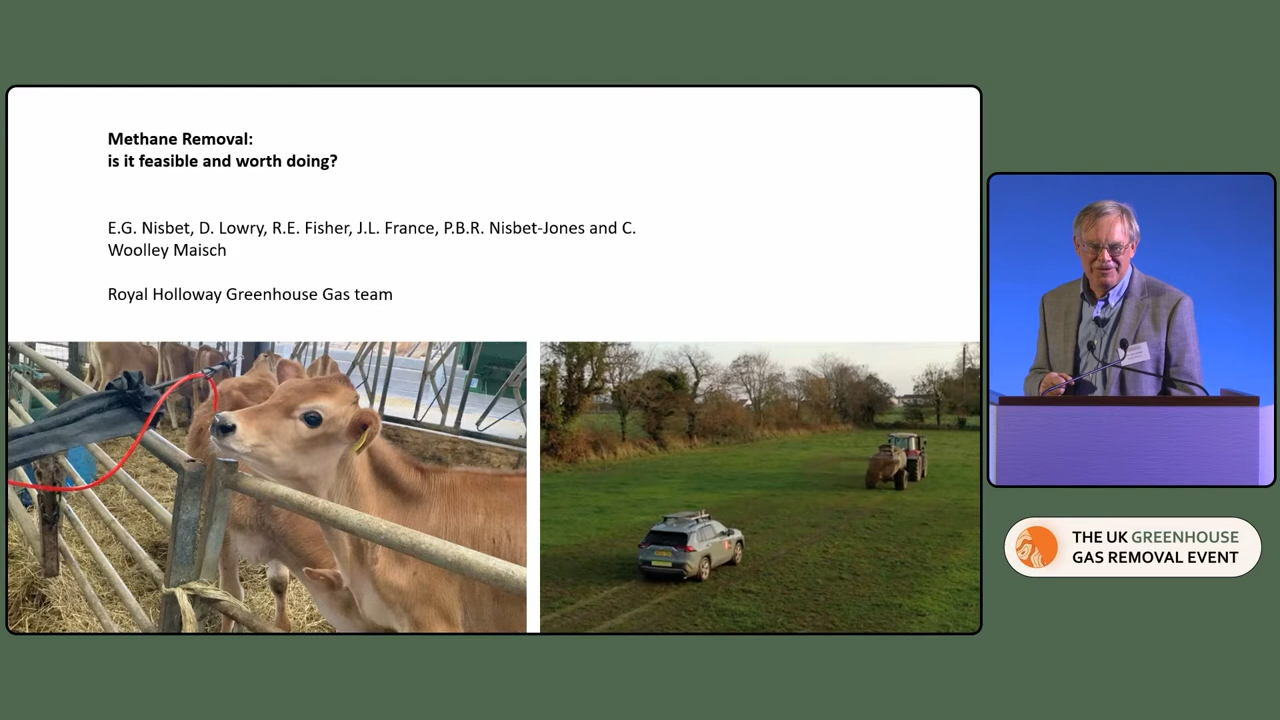 Methane Removal:
is it feasible and worth doing?
E.G. Nisbet, D. Lowry, R.E. Fisher, J.L. France, P.B.R. Nisbet-Jones and C.
Woolley Maisch
Royal Holloway Greenhouse Gas team
THE UK GREENHOUSE
GAS REMOVAL EVENT